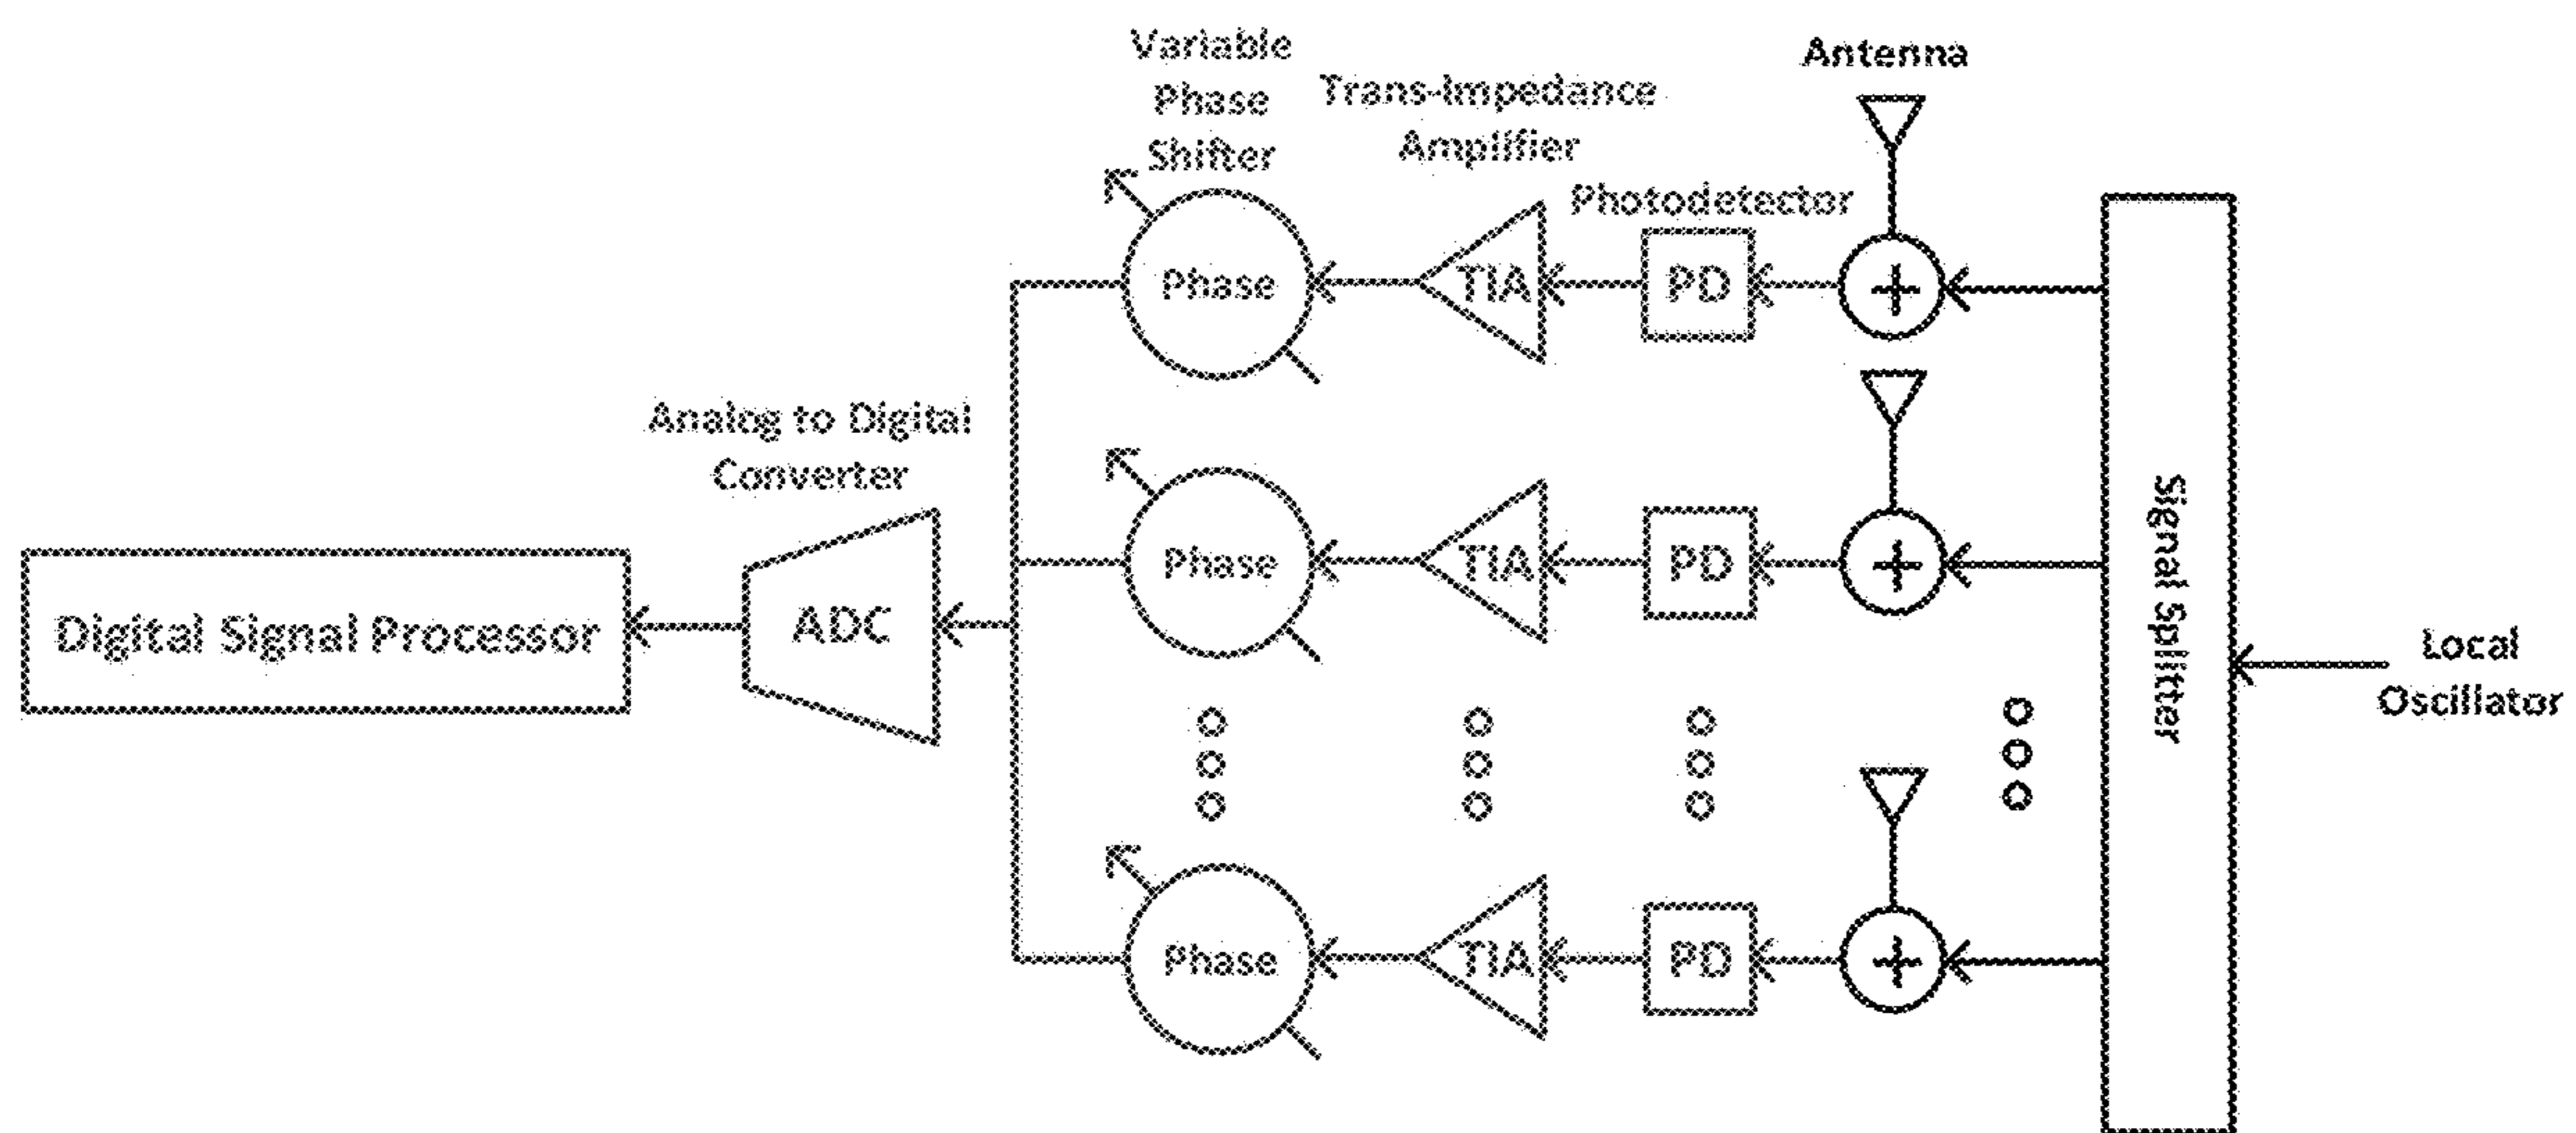 Variable
Phase
Shifter
Trans-Impedance
Amplifier
Antenna
Photodetector
Phase
TIA
PD
+
Analog to Digital
Converter
Phase
TIA
PD
+
Signal Splitter
Digital Signal Processor
ADC
Local
Oscillator
Phase
TIA
PD
+